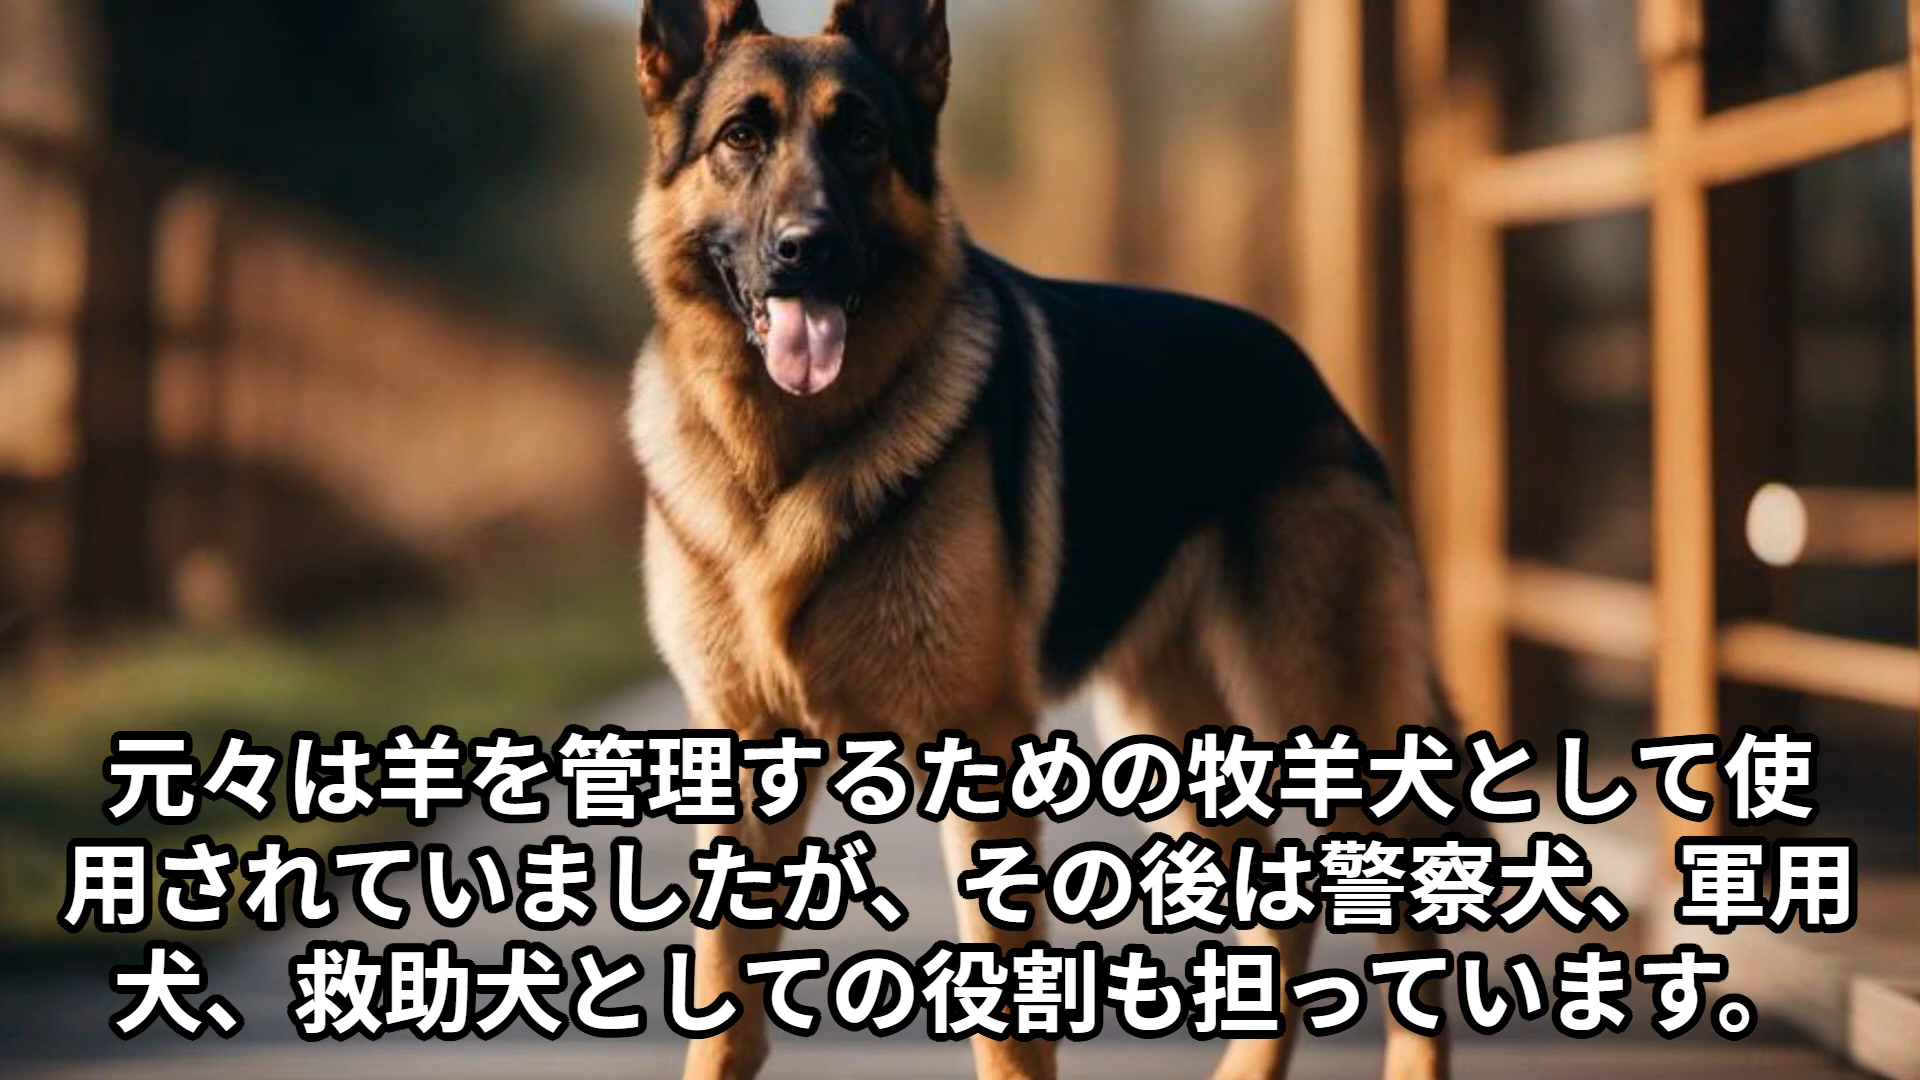 元々は羊を管理するための牧羊犬として使
用されていましたが、その後は警察犬、軍用
犬、救助犬としての役割も担っています。